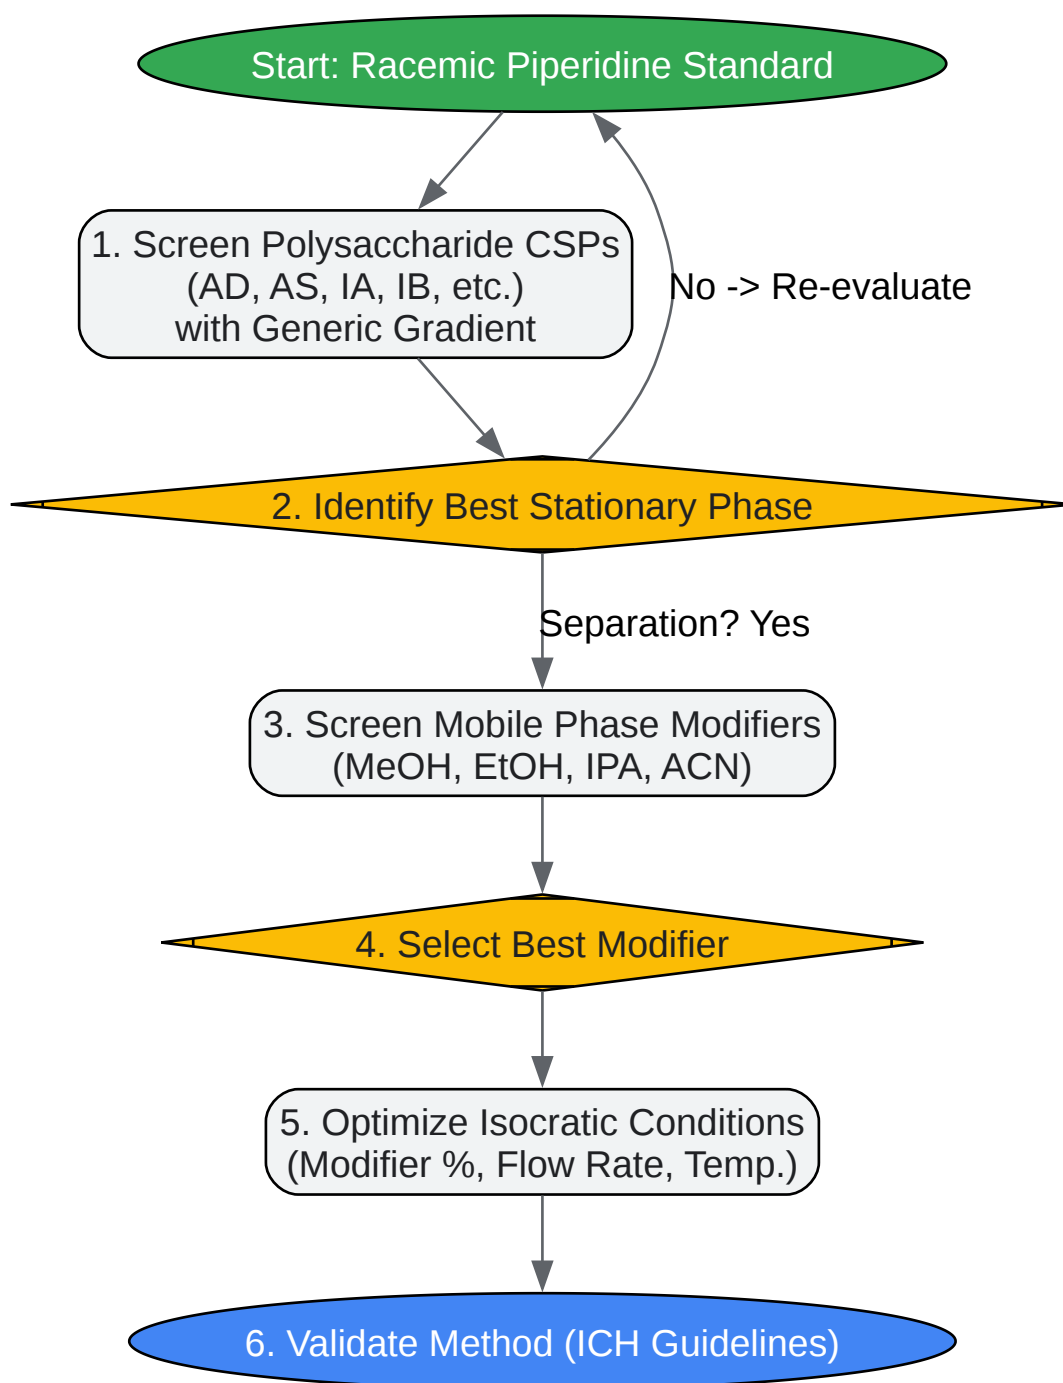 Start: Racemic Piperidine Standard
1. Screen Polysaccharide CSPs
(AD, AS, IA, IB, etc.)
with Generic Gradient
No -> Re-evaluate
2. Identify Best Stationary Phase
Separation? Yes
3. Screen Mobile Phase Modifiers
(MeOH, EtOH, IPA, ACN)
4. Select Best Modifier
5. Optimize Isocratic Conditions
(Modifier %, Flow Rate, Temp.)
6. Validate Method (ICH Guidelines)